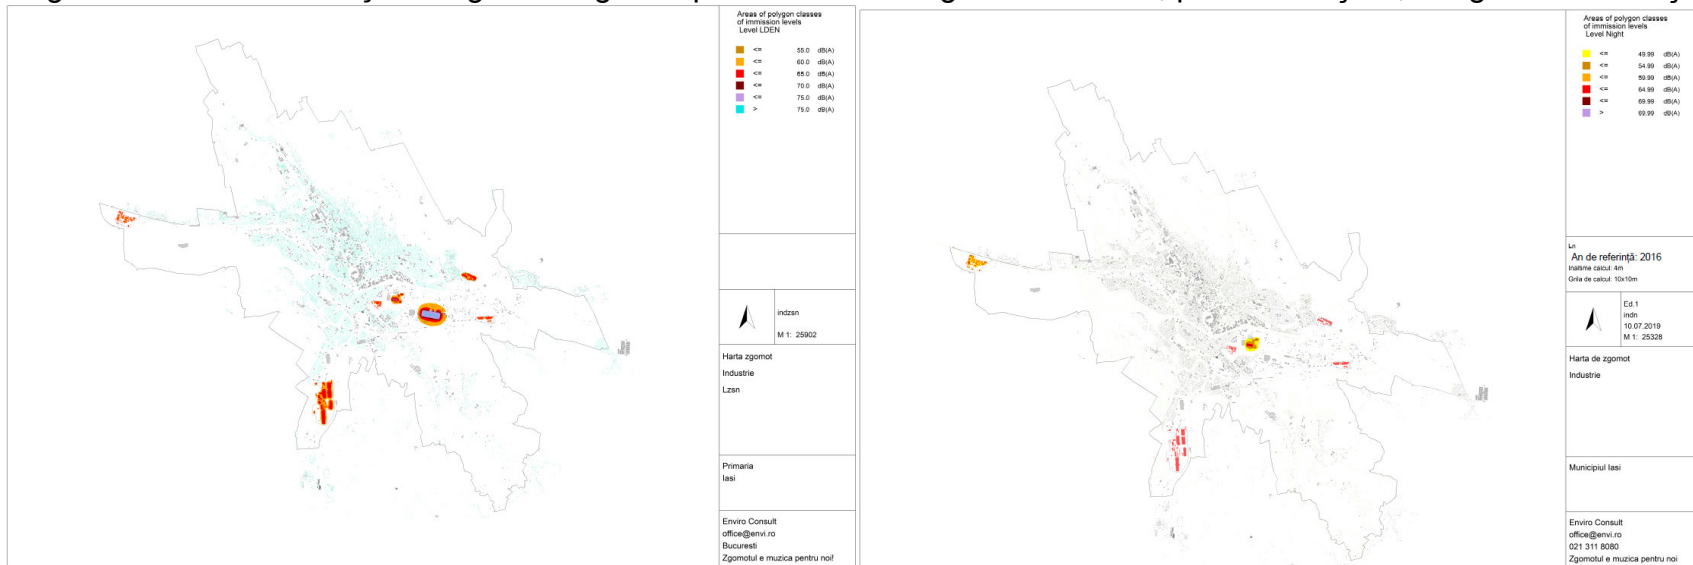 Areas of polygon classes
of immission levels
Level LDEN
<= 55.0 dB(A)
<= 60.0 dB(A)
<= 65.0 dB(A)
<= 70.0 dB(A)
<= 75.0 dB(A)
> 75.0 dB(A)
indzsn
M 1: 25902
Harta zgomot
Industrie
Lzsn
Primaria
Iasi
Enviro Consult
office@envi.ro
Bucuresti
Zgomotul e muzica pentru noi!
Areas of polygon classes
of immission levels
Level Night
<= 49.99 dB(A)
<= 54.99 dB(A)
<= 59.99 dB(A)
<= 64.99 dB(A)
<= 69.99 dB(A)
> 69.99 dB(A)
Ln
An de referință: 2016
Inaltime calcul: 4m
Grila de calcul: 10x10m
Ed.1
indn
10.07.2019
M 1: 25328
Harta de zgomot
Industrie
Municipiul Iasi
Enviro Consult
office@envi.ro
021 311 8080
Zgomotul e muzica pentru noi